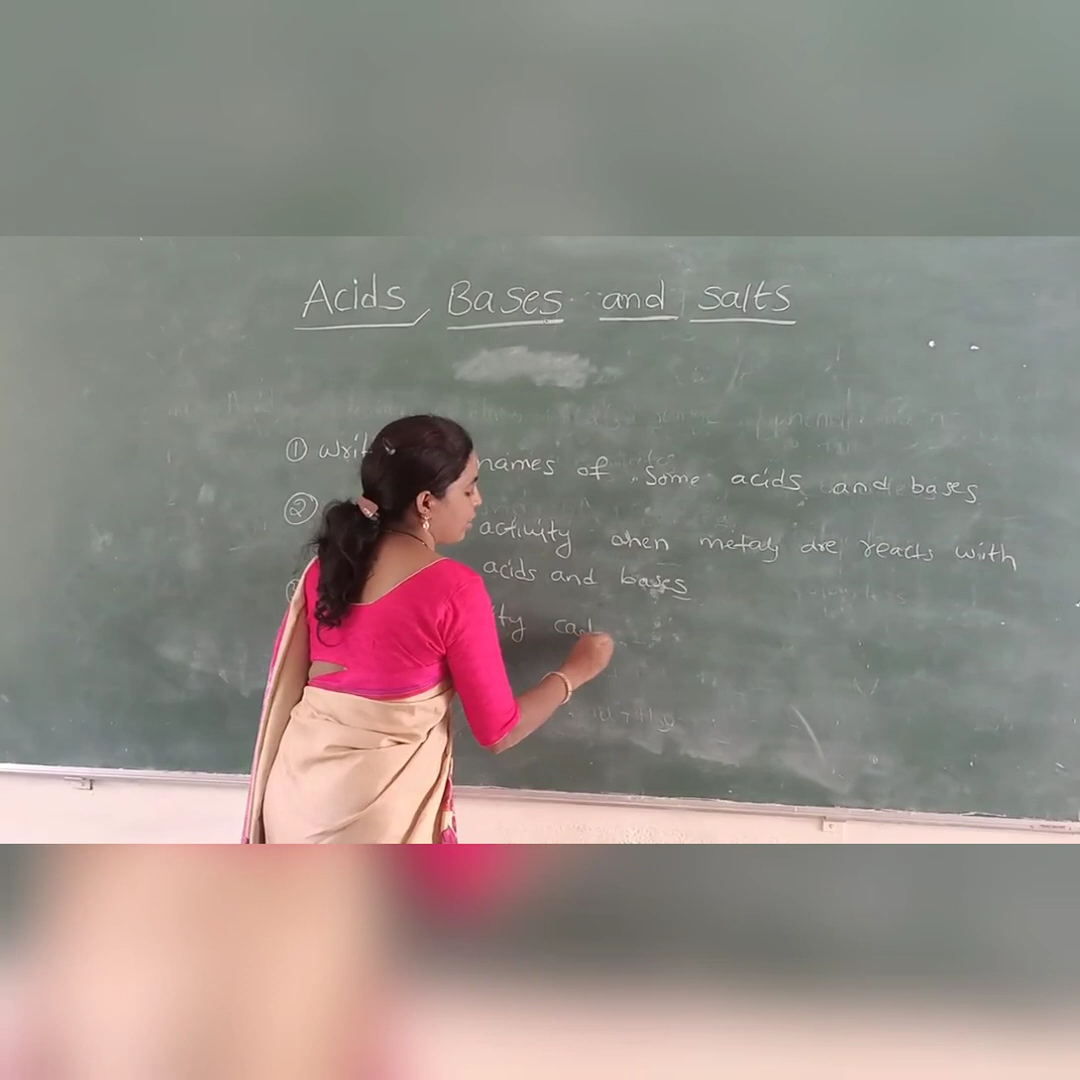 Acids, Bases and salts
① writ names of some acids and bases
② activity when metals are reacts with
acids and bases
ty